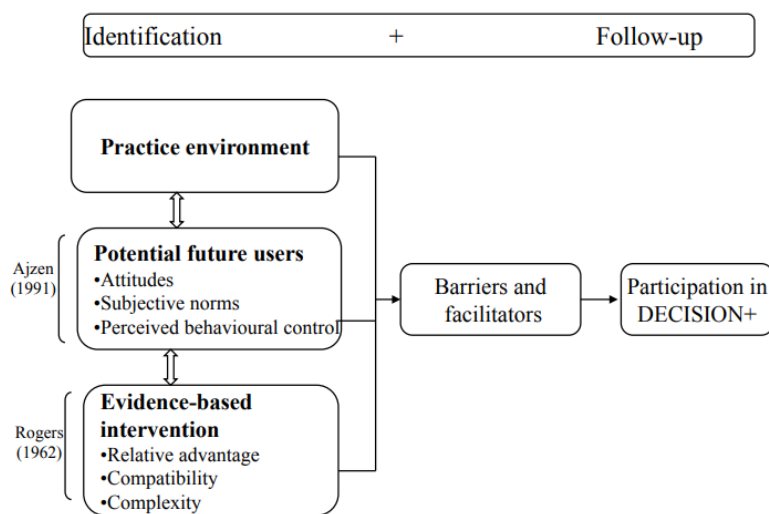 Identification + Follow-up
Practice environment
Ajzen
(1991)
Potential future users
•Attitudes
•Subjective norms
•Perceived behavioural control
Barriers and
facilitators
Participation in
DECISION+
Rogers
(1962)
Evidence-based
intervention
•Relative advantage
•Compatibility
•Complexity